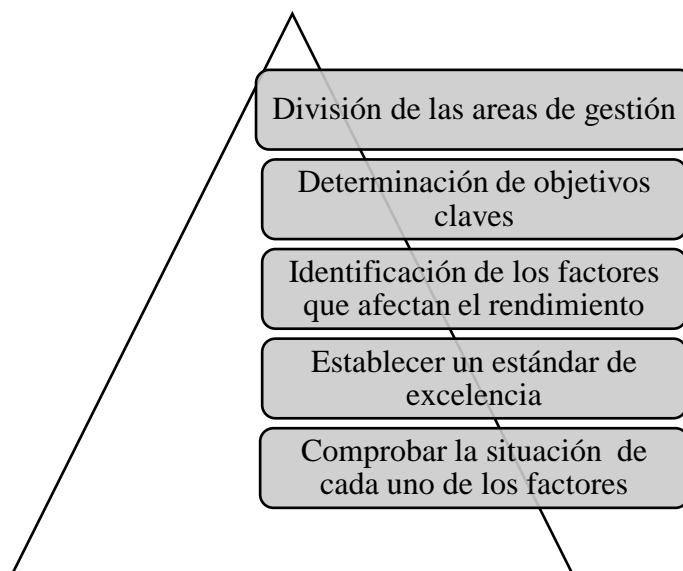 División de las areas de gestión
Determinación de objetivos
claves
Identificación de los factores
que afectan el rendimiento
Establecer un estándar de
excelencia
Comprobar la situación de
cada uno de los factores